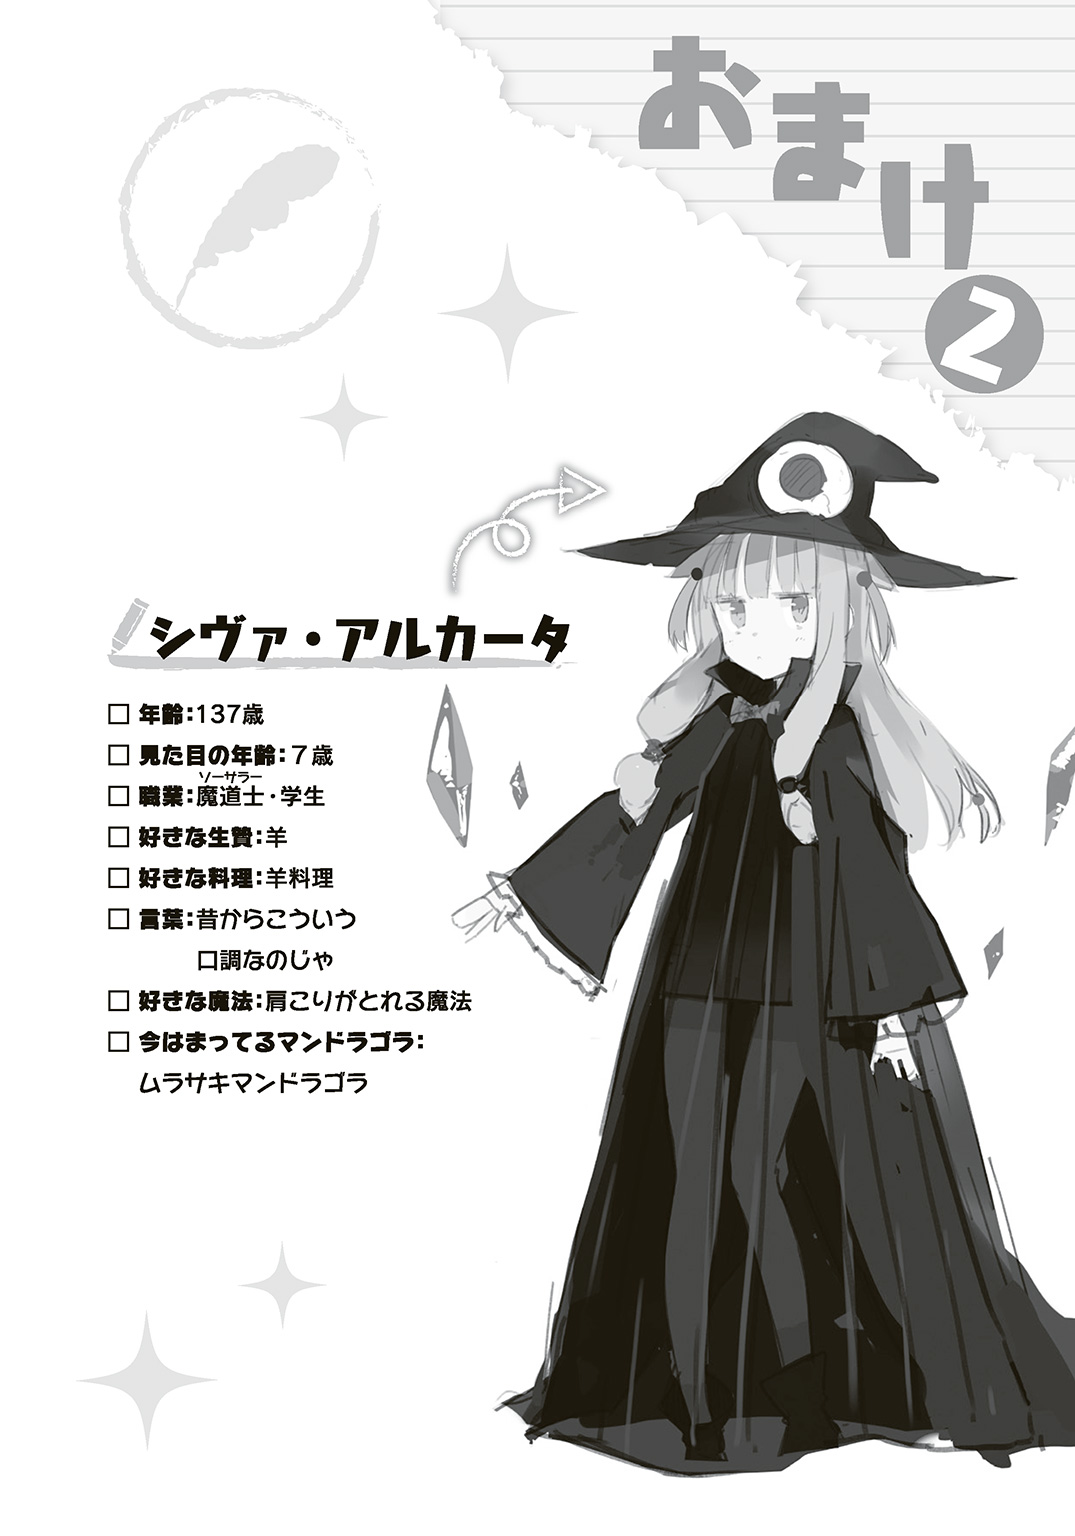 おまけ
2
シヴァ・アルカータ
□ 年齢：137歳
□ 見た目の年齢：7歳
ソーサラー
□ 職業：魔道士・学生
□ 好きな生贄：羊
□ 好きな料理：羊料理
□ 言葉：昔からこういう
口調なのじゃ
□ 好きな魔法：肩こりがとれる魔法
□ 今はまってるマンドラゴラ：
ムラサキマンドラゴラ